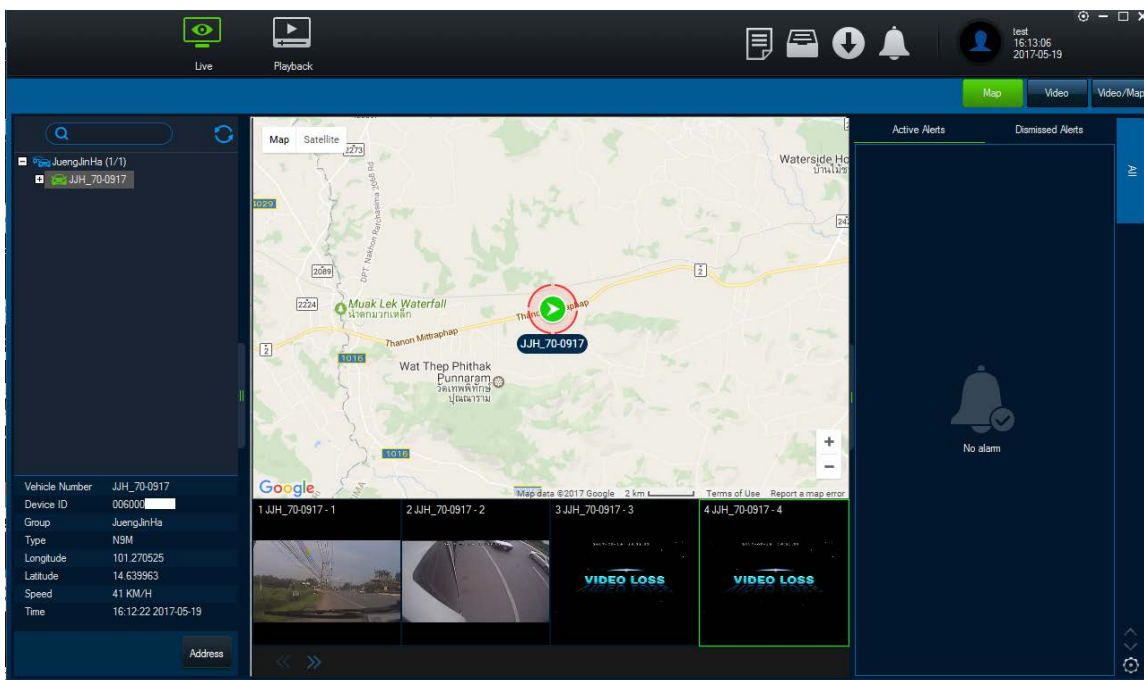 Live
Playback
test
16:13:06
2017-05-19
Map
Video
Video/Map
JuengJinHa (1/1)
JJH_70-0917
Vehicle Number JJH_70-0917
Device ID 006000
Group JuengJinHa
Type N9M
Longitude 101.270525
Latitude 14.639963
Speed 41 KM/H
Time 16:12:22 2017-05-19
Address
Map Satellite
2273
Waterside Ho
4029
DPT. Nakhon Ratchasima 2068 Rd
2089
2
2224
Muak Lek Waterfall
น้ำตกมวกเหล็ก
Thanon Mittraphap
JJH_70-0917
2
1016
Wat Thep Phithak
Punnaram
วัดเทพพิทักษ์
ปุณณาราม
1016
+
−
Google
Map data ©2017 Google 2 km Terms of Use Report a map error
1 JJH_70-0917 - 1
2 JJH_70-0917 - 2
3 JJH_70-0917 - 3
4 JJH_70-0917 - 4
VIDEO LOSS
VIDEO LOSS
Active Alerts
Dismissed Alerts
All
No alarm